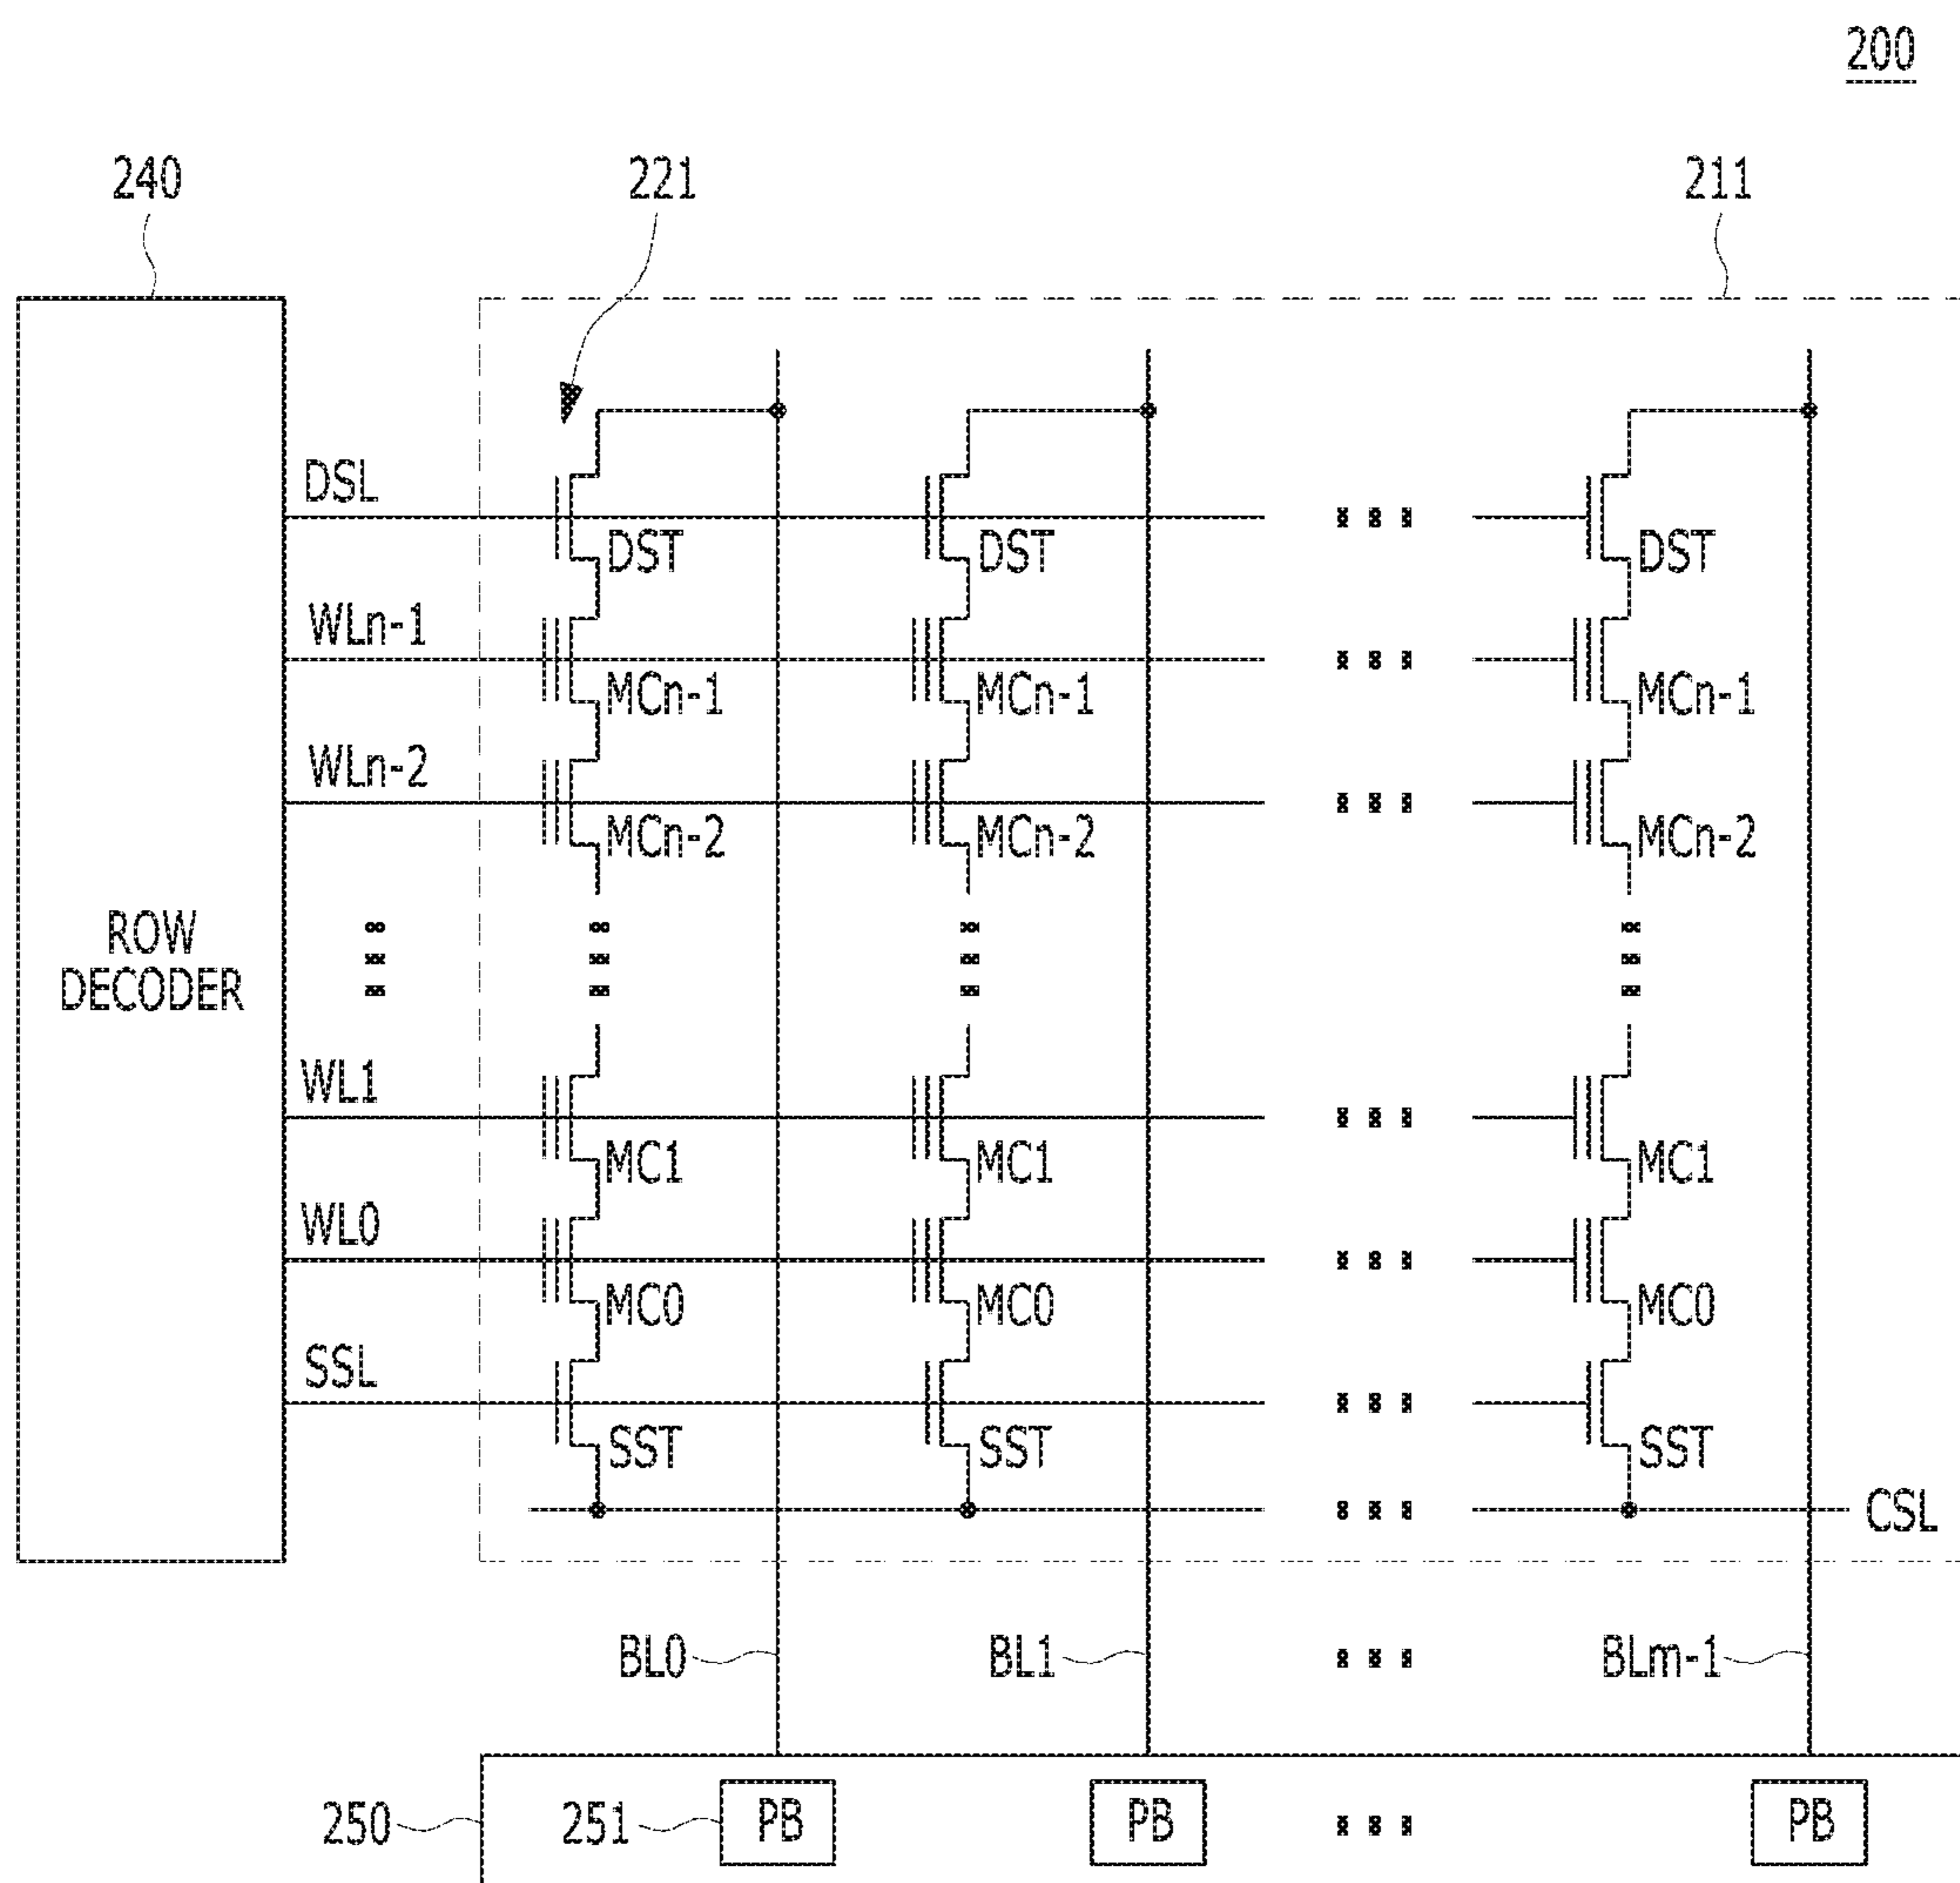 200
240
221
211
DSL
DST DST DST
WLn-1
MCn-1 MCn-1 MCn-1
WLn-2
MCn-2 MCn-2 MCn-2
ROW
DECODER
WL1
MC1 MC1 MC1
WL0
MC0 MC0 MC0
SSL
SST SST SST
CSL
BL0 BL1 BLm-1
250 251 PB PB PB